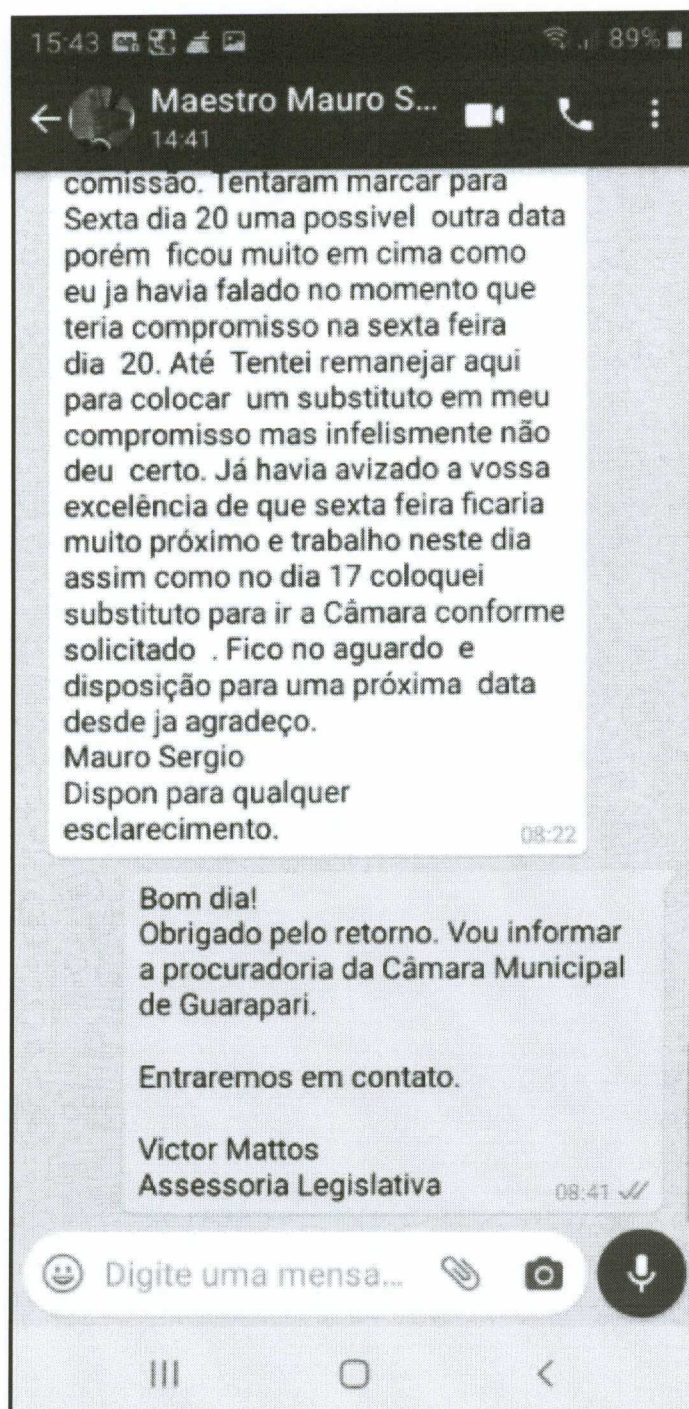 15:43
89%
Maestro Mauro S...
14:41
comissão. Tentaram marcar para
Sexta dia 20 uma possivel  outra data
porém  ficou muito em cima como
eu ja havia falado no momento que
teria compromisso na sexta feira
dia  20. Até  Tentei remanejar aqui
para colocar  um substituto em meu
compromisso mas infelismente não
deu  certo. Já havia avizado a vossa
excelência de que sexta feira ficaria
muito próximo e trabalho neste dia
assim como no dia 17 coloquei
substituto para ir a Câmara conforme
solicitado  . Fico no aguardo  e
disposição para uma próxima  data
desde ja agradeço.
Mauro Sergio
Dispon para qualquer
esclarecimento.
08:22
Bom dia!
Obrigado pelo retorno. Vou informar
a procuradoria da Câmara Municipal
de Guarapari.
Entraremos em contato.
Victor Mattos
Assessoria Legislativa
08:41
Digite uma mensa...